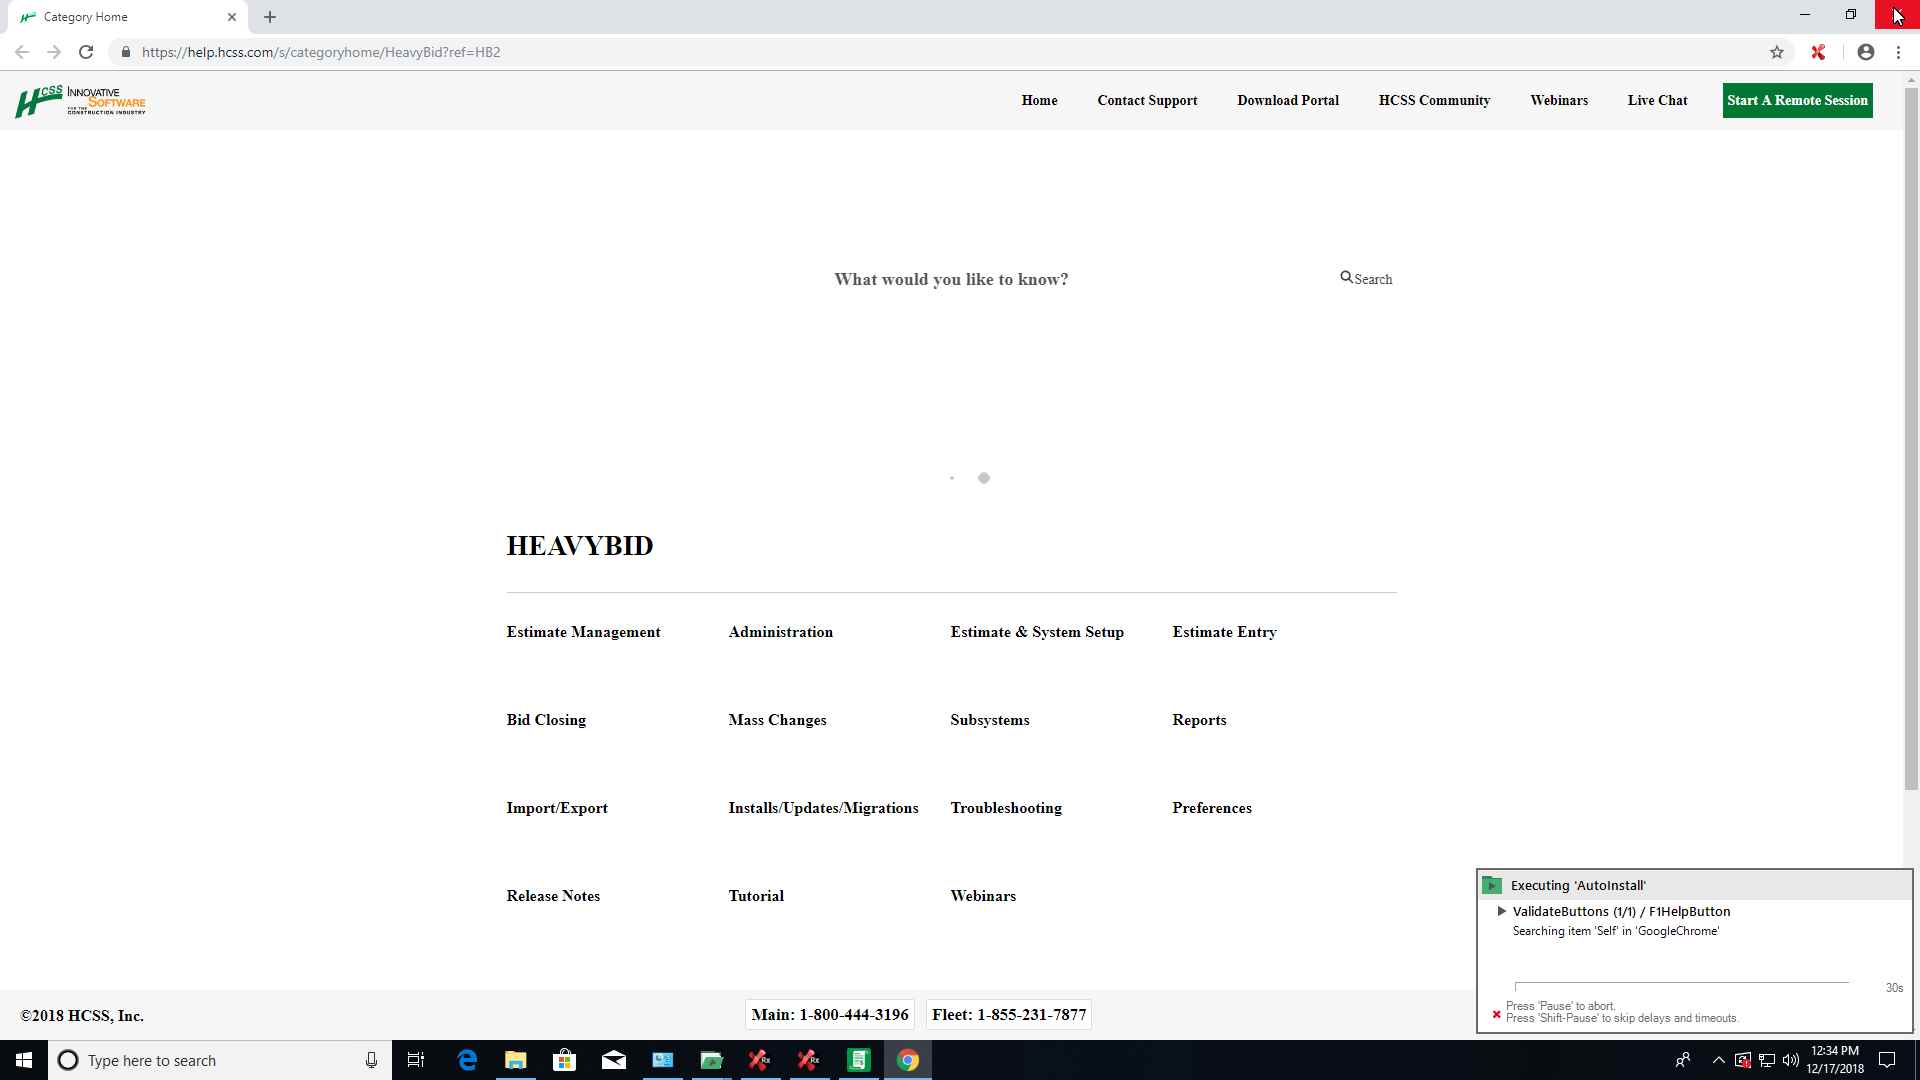 Category Home
https://help.hcss.com/s/categoryhome/HeavyBid?ref=HB2
HCSS INNOVATIVE SOFTWARE FOR THE CONSTRUCTION INDUSTRY
Home
Contact Support
Download Portal
HCSS Community
Webinars
Live Chat
Start A Remote Session
What would you like to know?
Search
HEAVYBID
Estimate Management
Administration
Estimate & System Setup
Estimate Entry
Bid Closing
Mass Changes
Subsystems
Reports
Import/Export
Installs/Updates/Migrations
Troubleshooting
Preferences
Release Notes
Tutorial
Webinars
Executing 'AutoInstall'
ValidateButtons (1/1) / F1HelpButton
Searching item 'Self' in 'GoogleChrome'
30s
Press 'Pause' to abort.
Press 'Shift-Pause' to skip delays and timeouts.
©2018 HCSS, Inc.
Main: 1-800-444-3196
Fleet: 1-855-231-7877
Type here to search
Rx
Rx
12:34 PM
12/17/2018